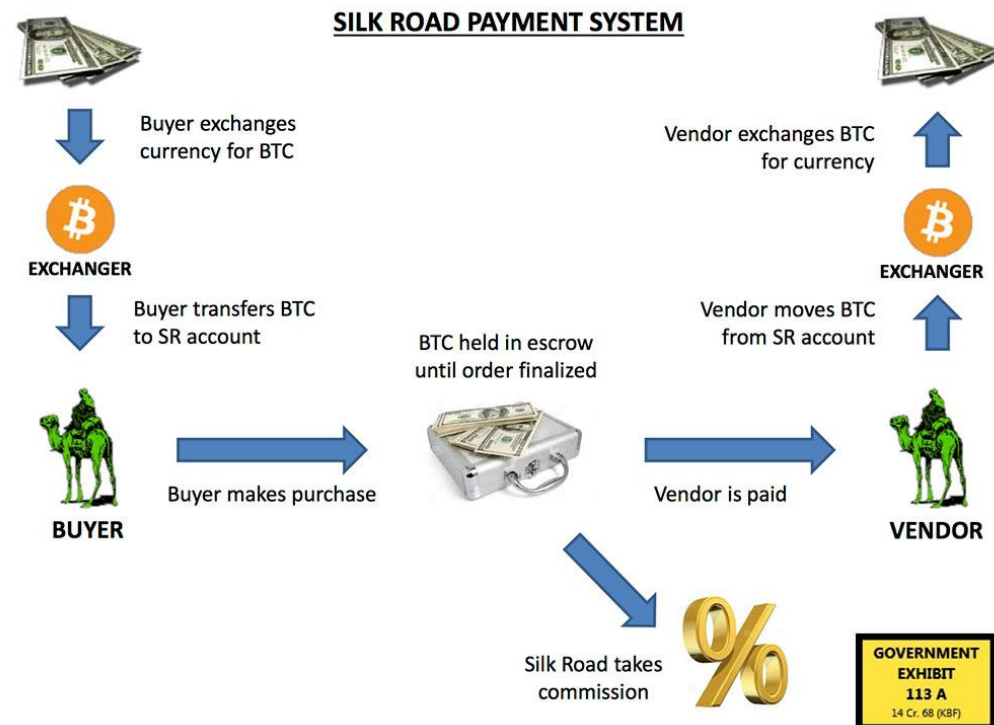 SILK ROAD PAYMENT SYSTEM
Buyer exchanges
currency for BTC
Vendor exchanges BTC
for currency
EXCHANGER
EXCHANGER
Buyer transfers BTC
to SR account
Vendor moves BTC
from SR account
BTC held in escrow
until order finalized
Buyer makes purchase
Vendor is paid
BUYER
VENDOR
Silk Road takes
commission
GOVERNMENT
EXHIBIT
113 A
14 Cr. 68 (KBF)